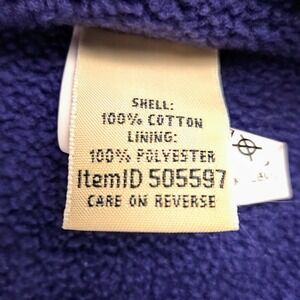 SHELL:
100% COTTON
LINING:
100% POLYESTER
ItemID 505597
CARE ON REVERSE